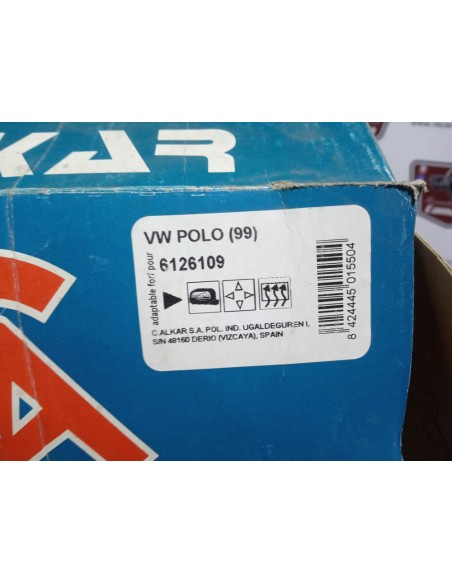 KAR
VW POLO (99)
adaptable for/ pour
6126109
C. ALKAR S.A. POL. IND. UGALDEGUREN I,
S/N 48160 DERIO (VIZCAYA), SPAIN
8 424445 015504